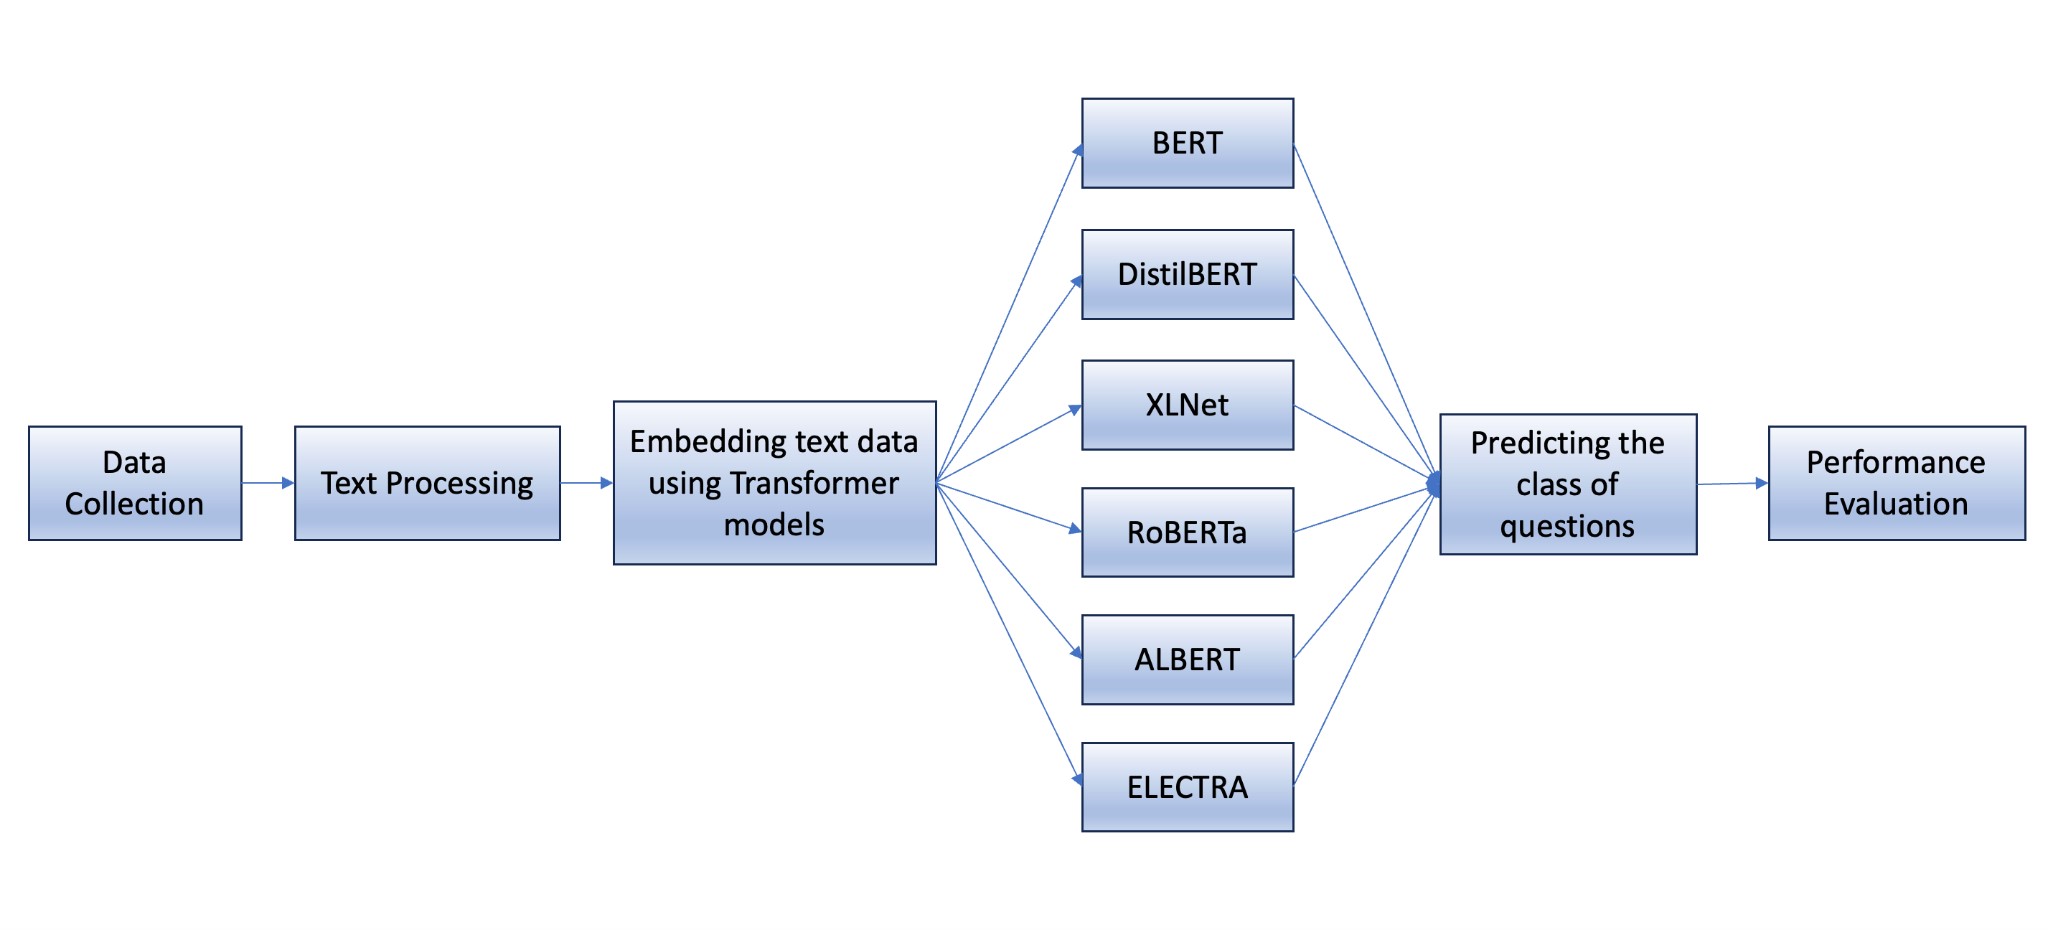 Data
Collection
Text Processing
Embedding text data
using Transformer
models
BERT
DistilBERT
XLNet
RoBERTa
ALBERT
ELECTRA
Predicting the
class of
questions
Performance
Evaluation